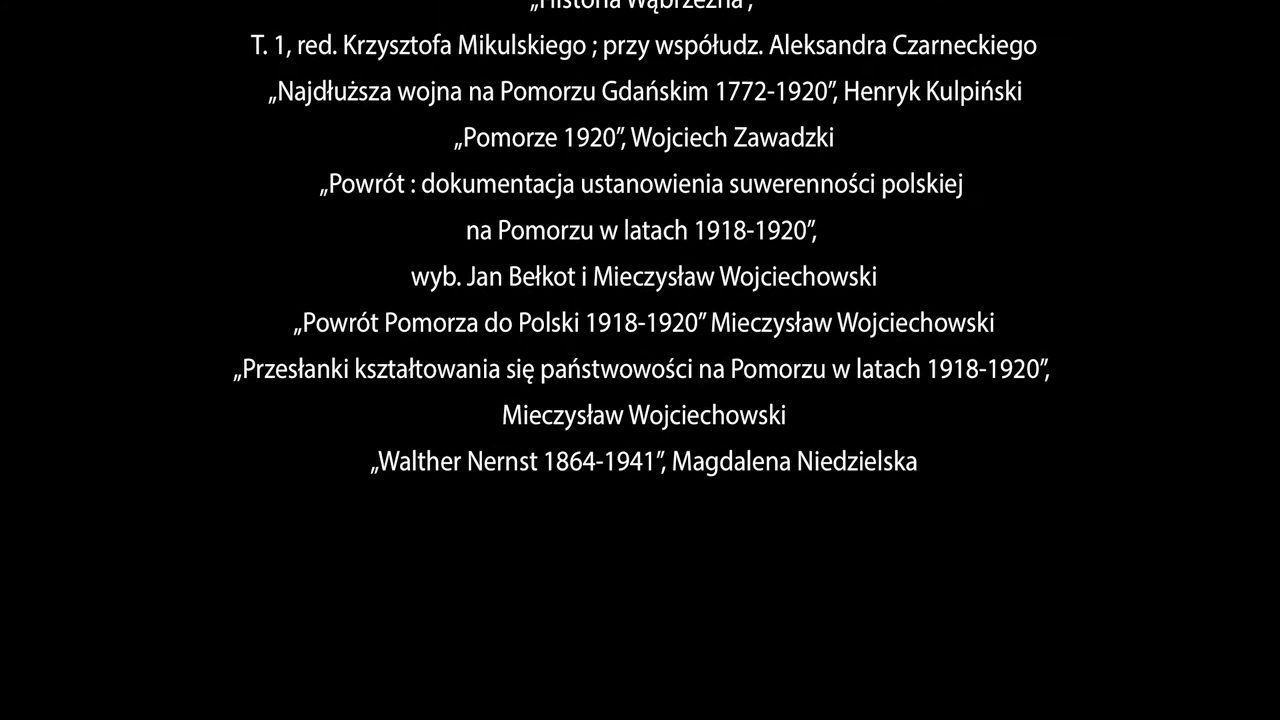 „Historia Wąbrzeźna”,
T. 1, red. Krzysztofa Mikulskiego ; przy współudz. Aleksandra Czarneckiego
„Najdłuższa wojna na Pomorzu Gdańskim 1772-1920”, Henryk Kulpiński
„Pomorze 1920”, Wojciech Zawadzki
„Powrót : dokumentacja ustanowienia suwerenności polskiej
na Pomorzu w latach 1918-1920”,
wyb. Jan Bełkot i Mieczysław Wojciechowski
„Powrót Pomorza do Polski 1918-1920” Mieczysław Wojciechowski
„Przesłanki kształtowania się państwowości na Pomorzu w latach 1918-1920”,
Mieczysław Wojciechowski
„Walther Nernst 1864-1941”, Magdalena Niedzielska